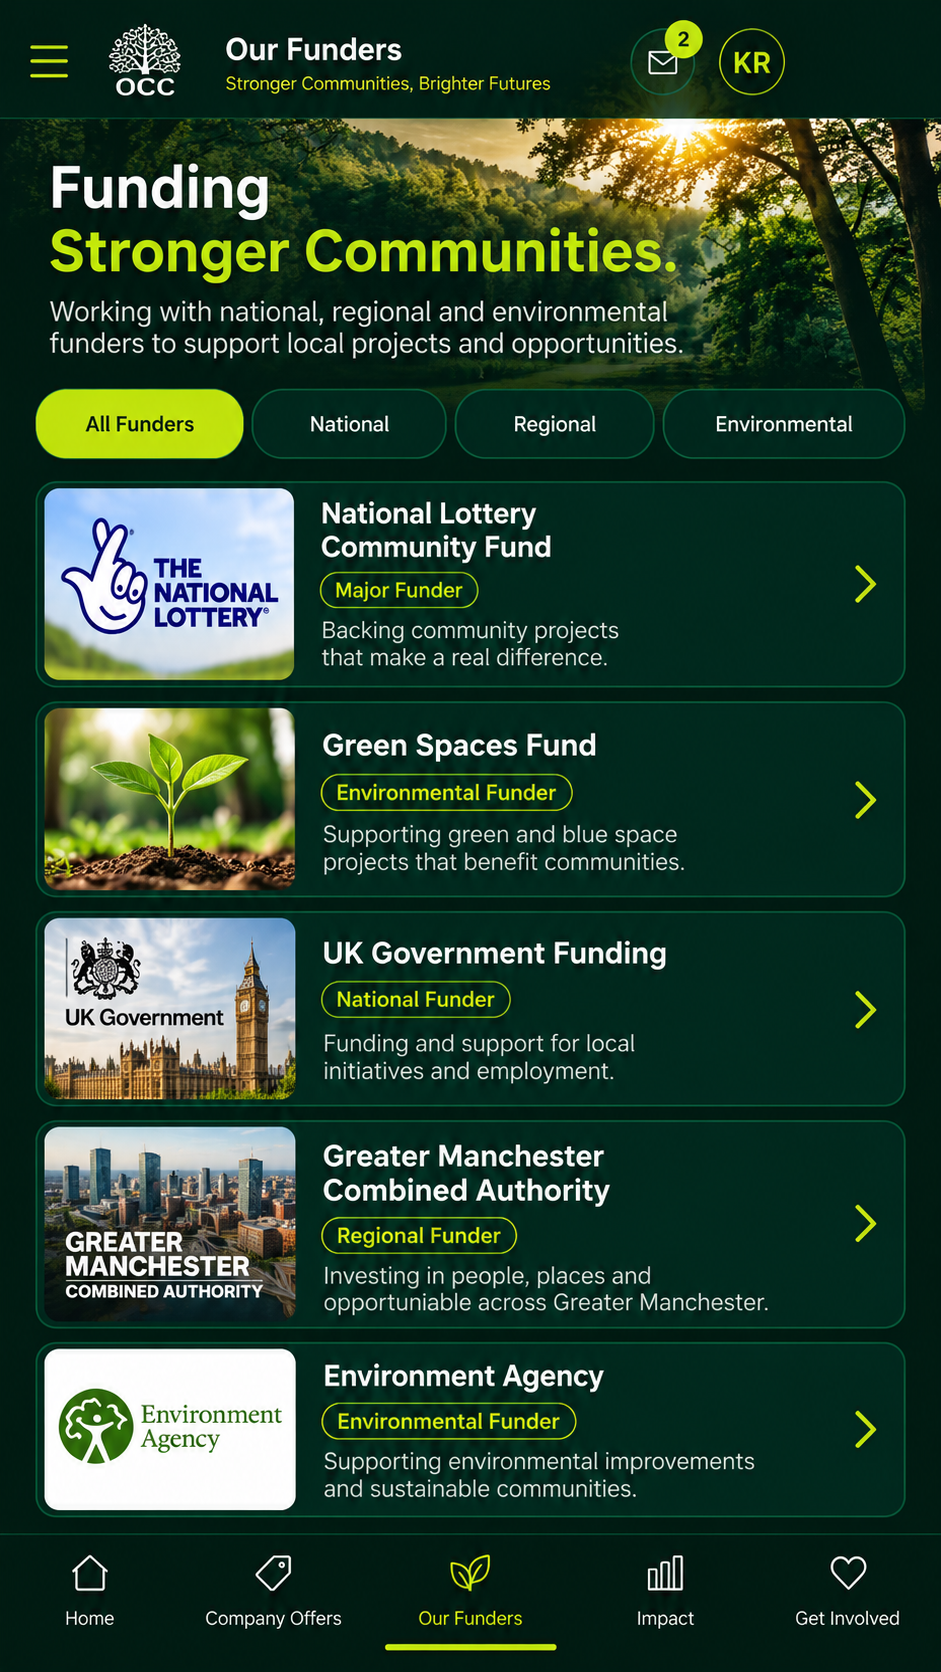 OCC
Our Funders
Stronger Communities, Brighter Futures
2
KR
Funding
Stronger Communities.
Working with national, regional and environmental
funders to support local projects and opportunities.
All Funders
National
Regional
Environmental
THE
NATIONAL
LOTTERY®
National Lottery
Community Fund
Major Funder
Backing community projects
that make a real difference.
Green Spaces Fund
Environmental Funder
Supporting green and blue space
projects that benefit communities.
UK Government
UK Government Funding
National Funder
Funding and support for local
initiatives and employment.
GREATER
MANCHESTER
COMBINED AUTHORITY
Greater Manchester
Combined Authority
Regional Funder
Investing in people, places and
opportuniable across Greater Manchester.
Environment
Agency
Environment Agency
Environmental Funder
Supporting environmental improvements
and sustainable communities.
Home
Company Offers
Our Funders
Impact
Get Involved